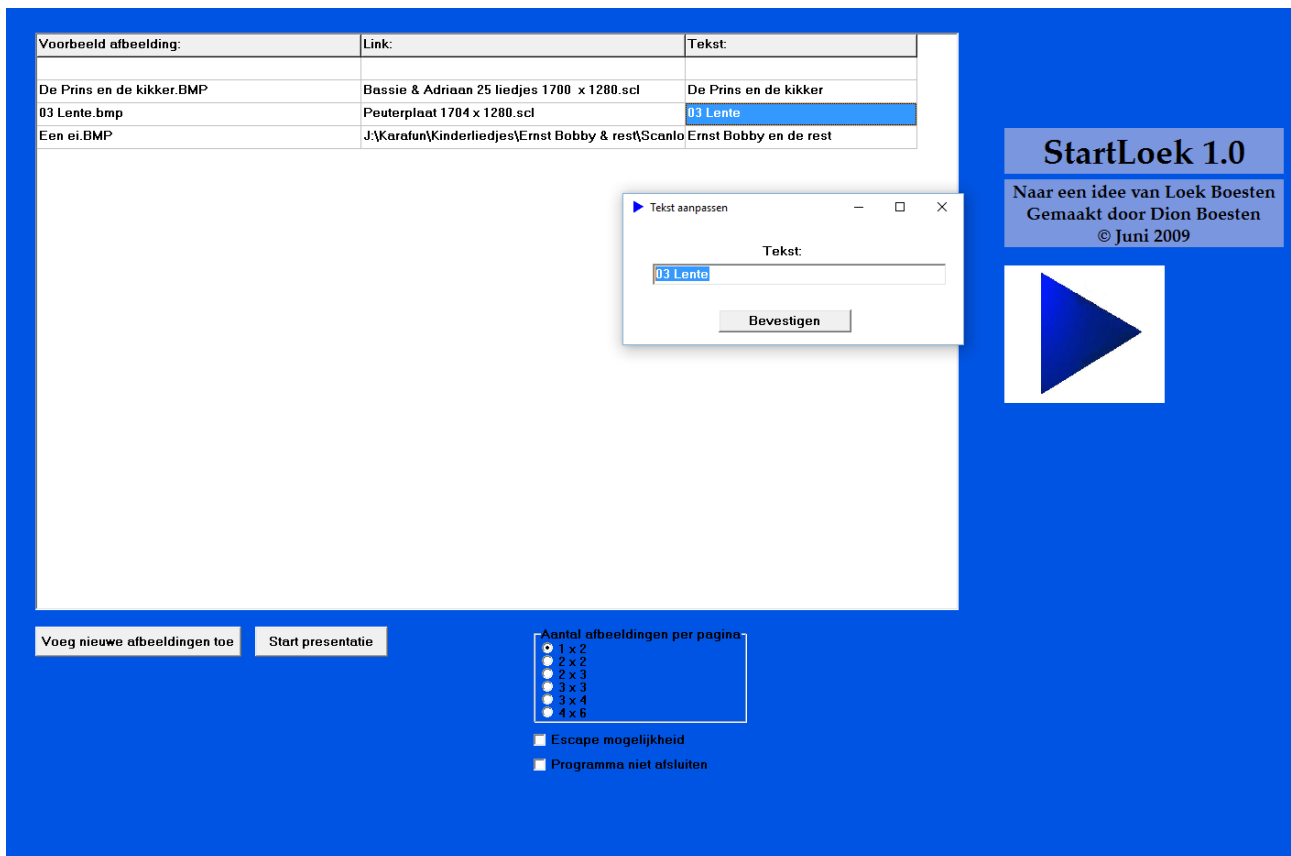 Voorbeeld afbeelding: Link: Tekst:
De Prins en de kikker.BMP Bassie & Adriaan 25 liedjes 1700 x 1280.scl De Prins en de kikker
03 Lente.bmp Peuterplaat 1704 x 1280.scl 03 Lente
Een ei.BMP J:\Karafun\Kinderliedjes\Ernst Bobby & rest\Scanlo Ernst Bobby en de rest
StartLoek 1.0
Naar een idee van Loek Boesten
Gemaakt door Dion Boesten
© Juni 2009
Tekst aanpassen
Tekst:
03 Lente
Bevestigen
Voeg nieuwe afbeeldingen toe Start presentatie
Aantal afbeeldingen per pagina
1 x 2
2 x 2
2 x 3
3 x 3
3 x 4
4 x 6
Escape mogelijkheid
Programma niet afsluiten